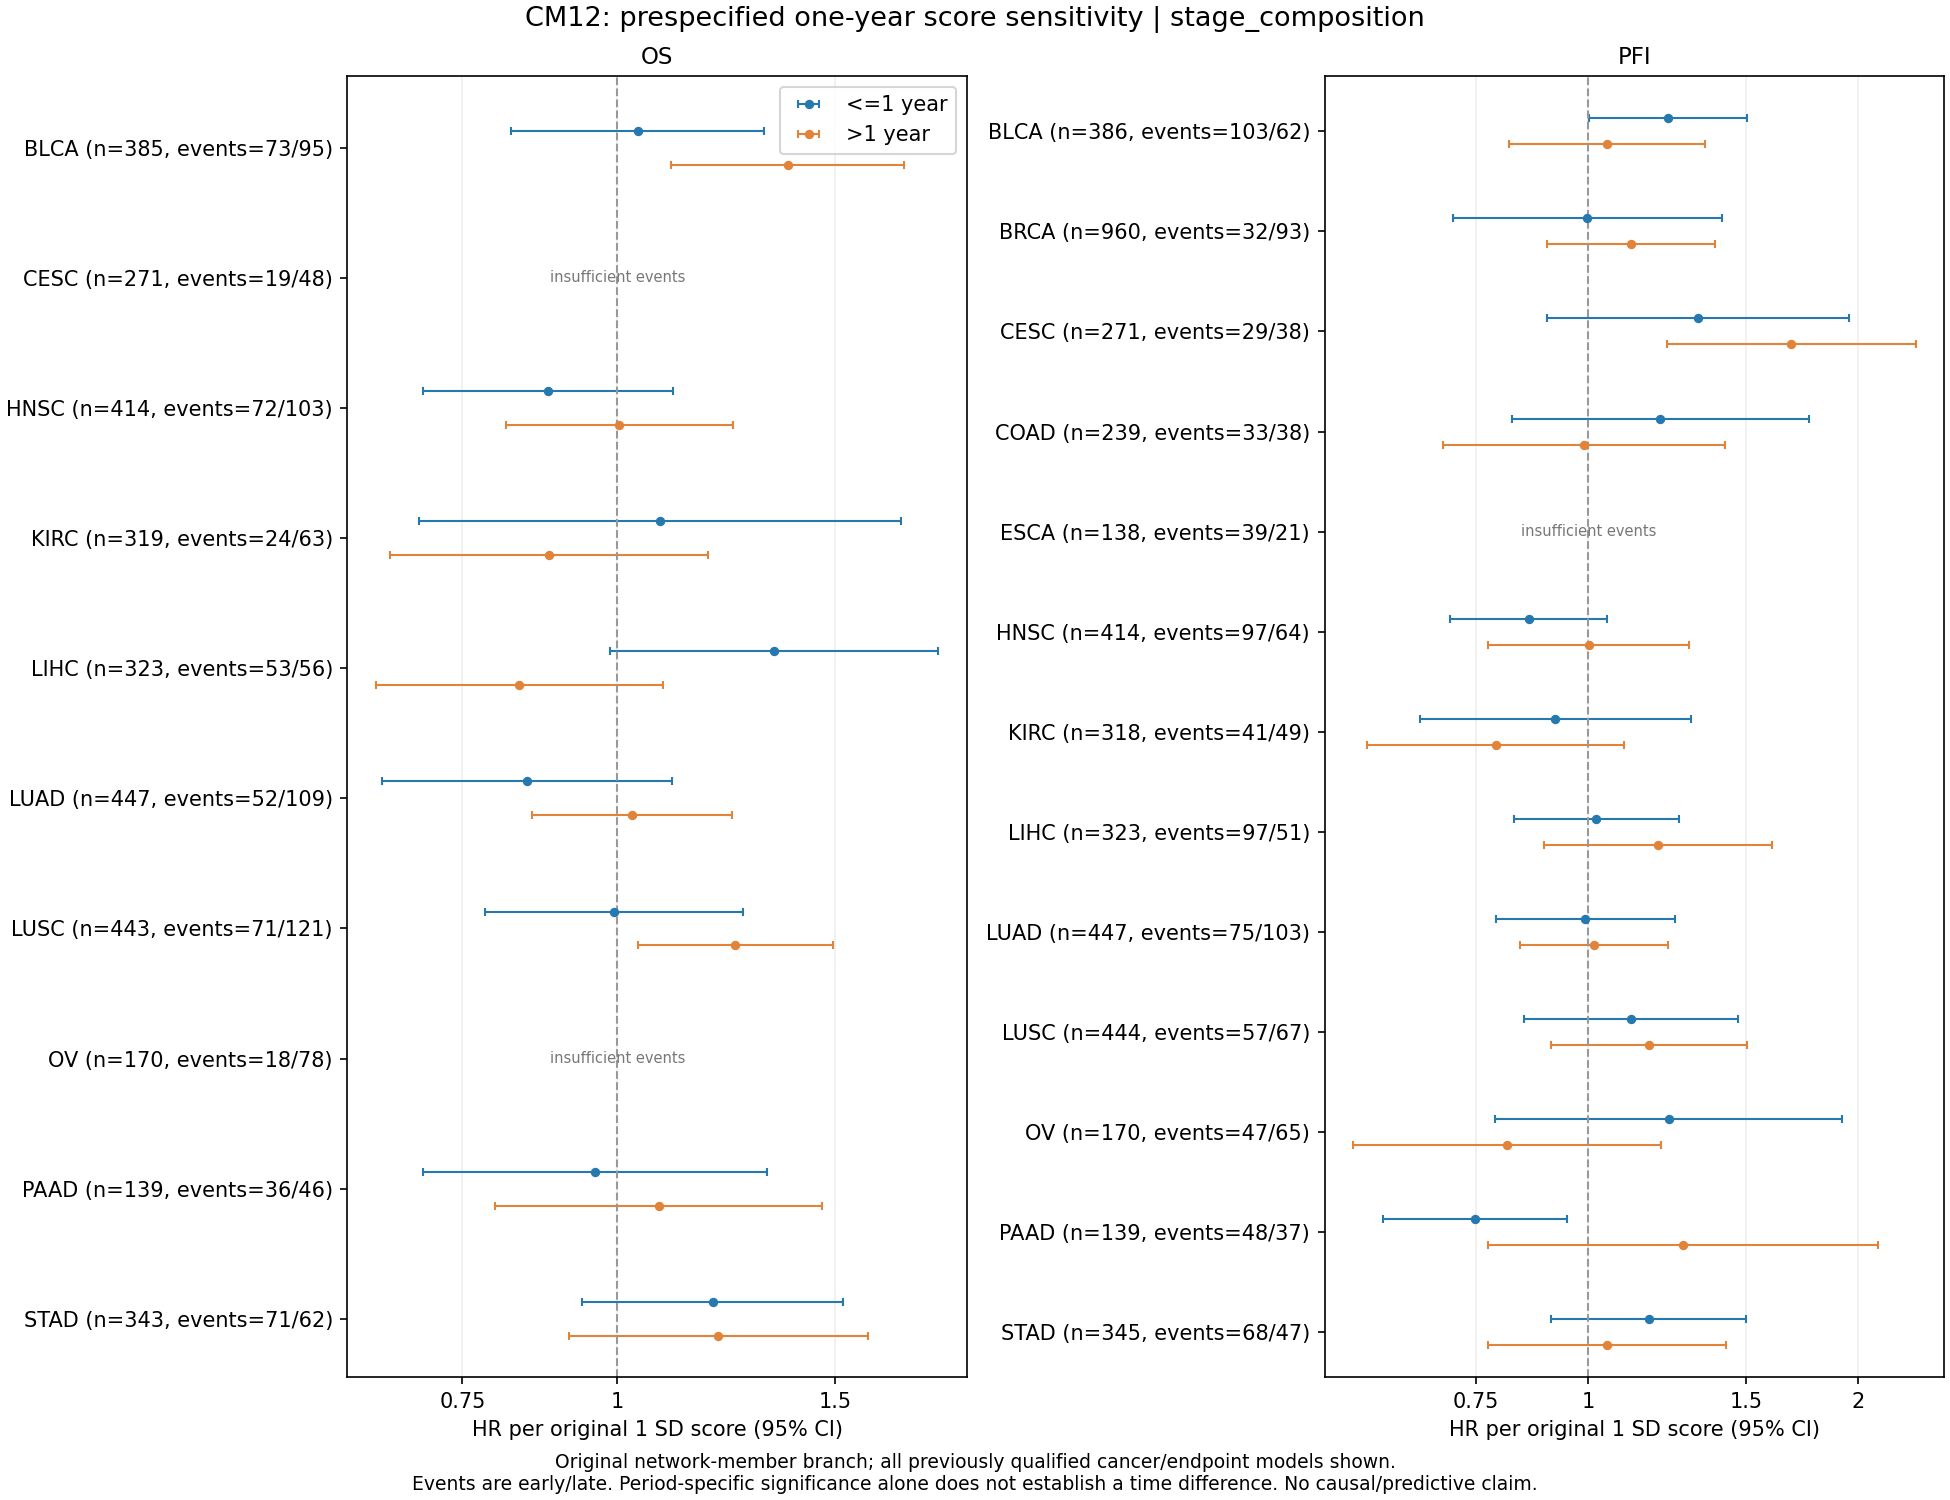 CM12: prespecified one-year score sensitivity | stage_composition
OS
<=1 year
>1 year
BLCA (n=385, events=73/95)
CESC (n=271, events=19/48)
insufficient events
HNSC (n=414, events=72/103)
KIRC (n=319, events=24/63)
LIHC (n=323, events=53/56)
LUAD (n=447, events=52/109)
LUSC (n=443, events=71/121)
OV (n=170, events=18/78)
insufficient events
PAAD (n=139, events=36/46)
STAD (n=343, events=71/62)
0.75 1 1.5
HR per original 1 SD score (95% CI)
PFI
BLCA (n=386, events=103/62)
BRCA (n=960, events=32/93)
CESC (n=271, events=29/38)
COAD (n=239, events=33/38)
ESCA (n=138, events=39/21)
insufficient events
HNSC (n=414, events=97/64)
KIRC (n=318, events=41/49)
LIHC (n=323, events=97/51)
LUAD (n=447, events=75/103)
LUSC (n=444, events=57/67)
OV (n=170, events=47/65)
PAAD (n=139, events=48/37)
STAD (n=345, events=68/47)
0.75 1 1.5 2
HR per original 1 SD score (95% CI)
Original network-member branch; all previously qualified cancer/endpoint models shown.
Events are early/late. Period-specific significance alone does not establish a time difference. No causal/predictive claim.